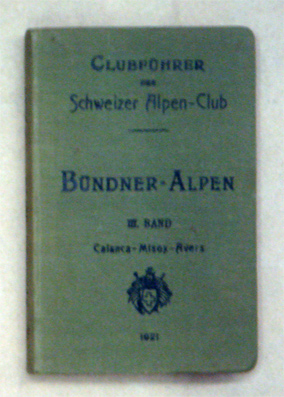 CLUBFÜHRER
DES
Schweizer Alpen-Club
BÜNDNER-ALPEN
III. BAND
Calanca-Misox-Avers
1921